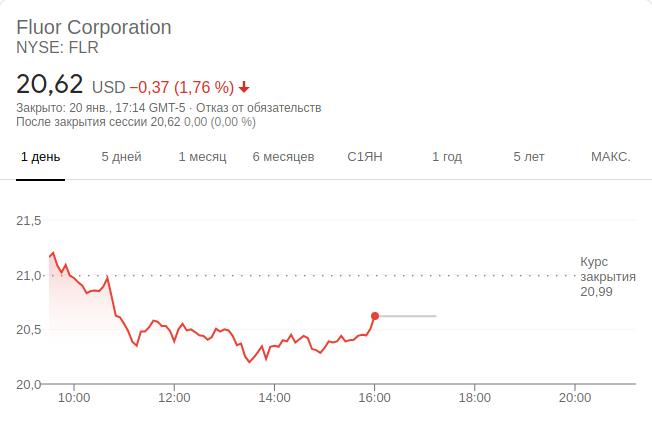 Fluor Corporation
NYSE: FLR
20,62 USD −0,37 (1,76 %)
Закрыто: 20 янв., 17:14 GMT-5 · Отказ от обязательств
После закрытия сессии 20,62 0,00 (0,00 %)
1 день 5 дней 1 месяц 6 месяцев С1ЯН 1 год 5 лет МАКС.
21,5
Курс
21,0 закрытия
20,99
20,5
20,0
10:00 12:00 14:00 16:00 18:00 20:00